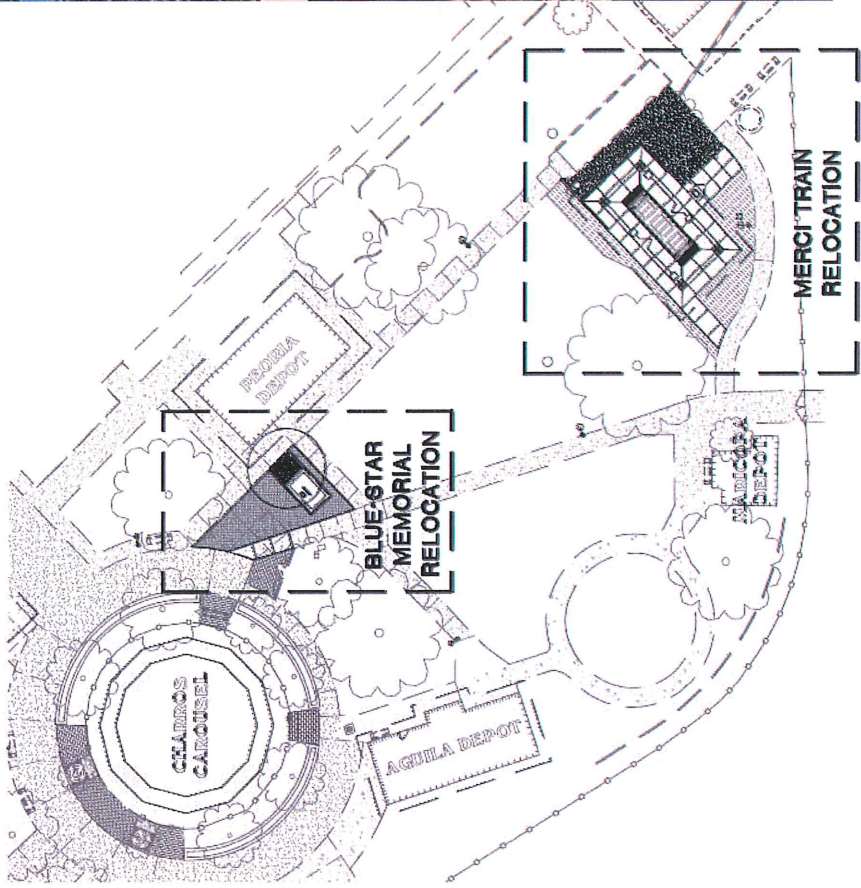 PEORIA
DEPOT
MERCI TRAIN
RELOCATION
BLUE-STAR
MEMORIAL
RELOCATION
MARICOPA
DEPOT
CHARROS
CAROUSEL
AGUILA DEPOT